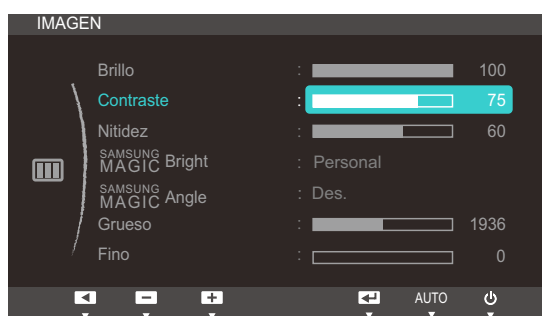 IMAGEN
Brillo : 100
Contraste : 75
Nitidez : 60
SAMSUNG MAGIC Bright : Personal
SAMSUNG MAGIC Angle : Des.
Grueso : 1936
Fino : 0
AUTO